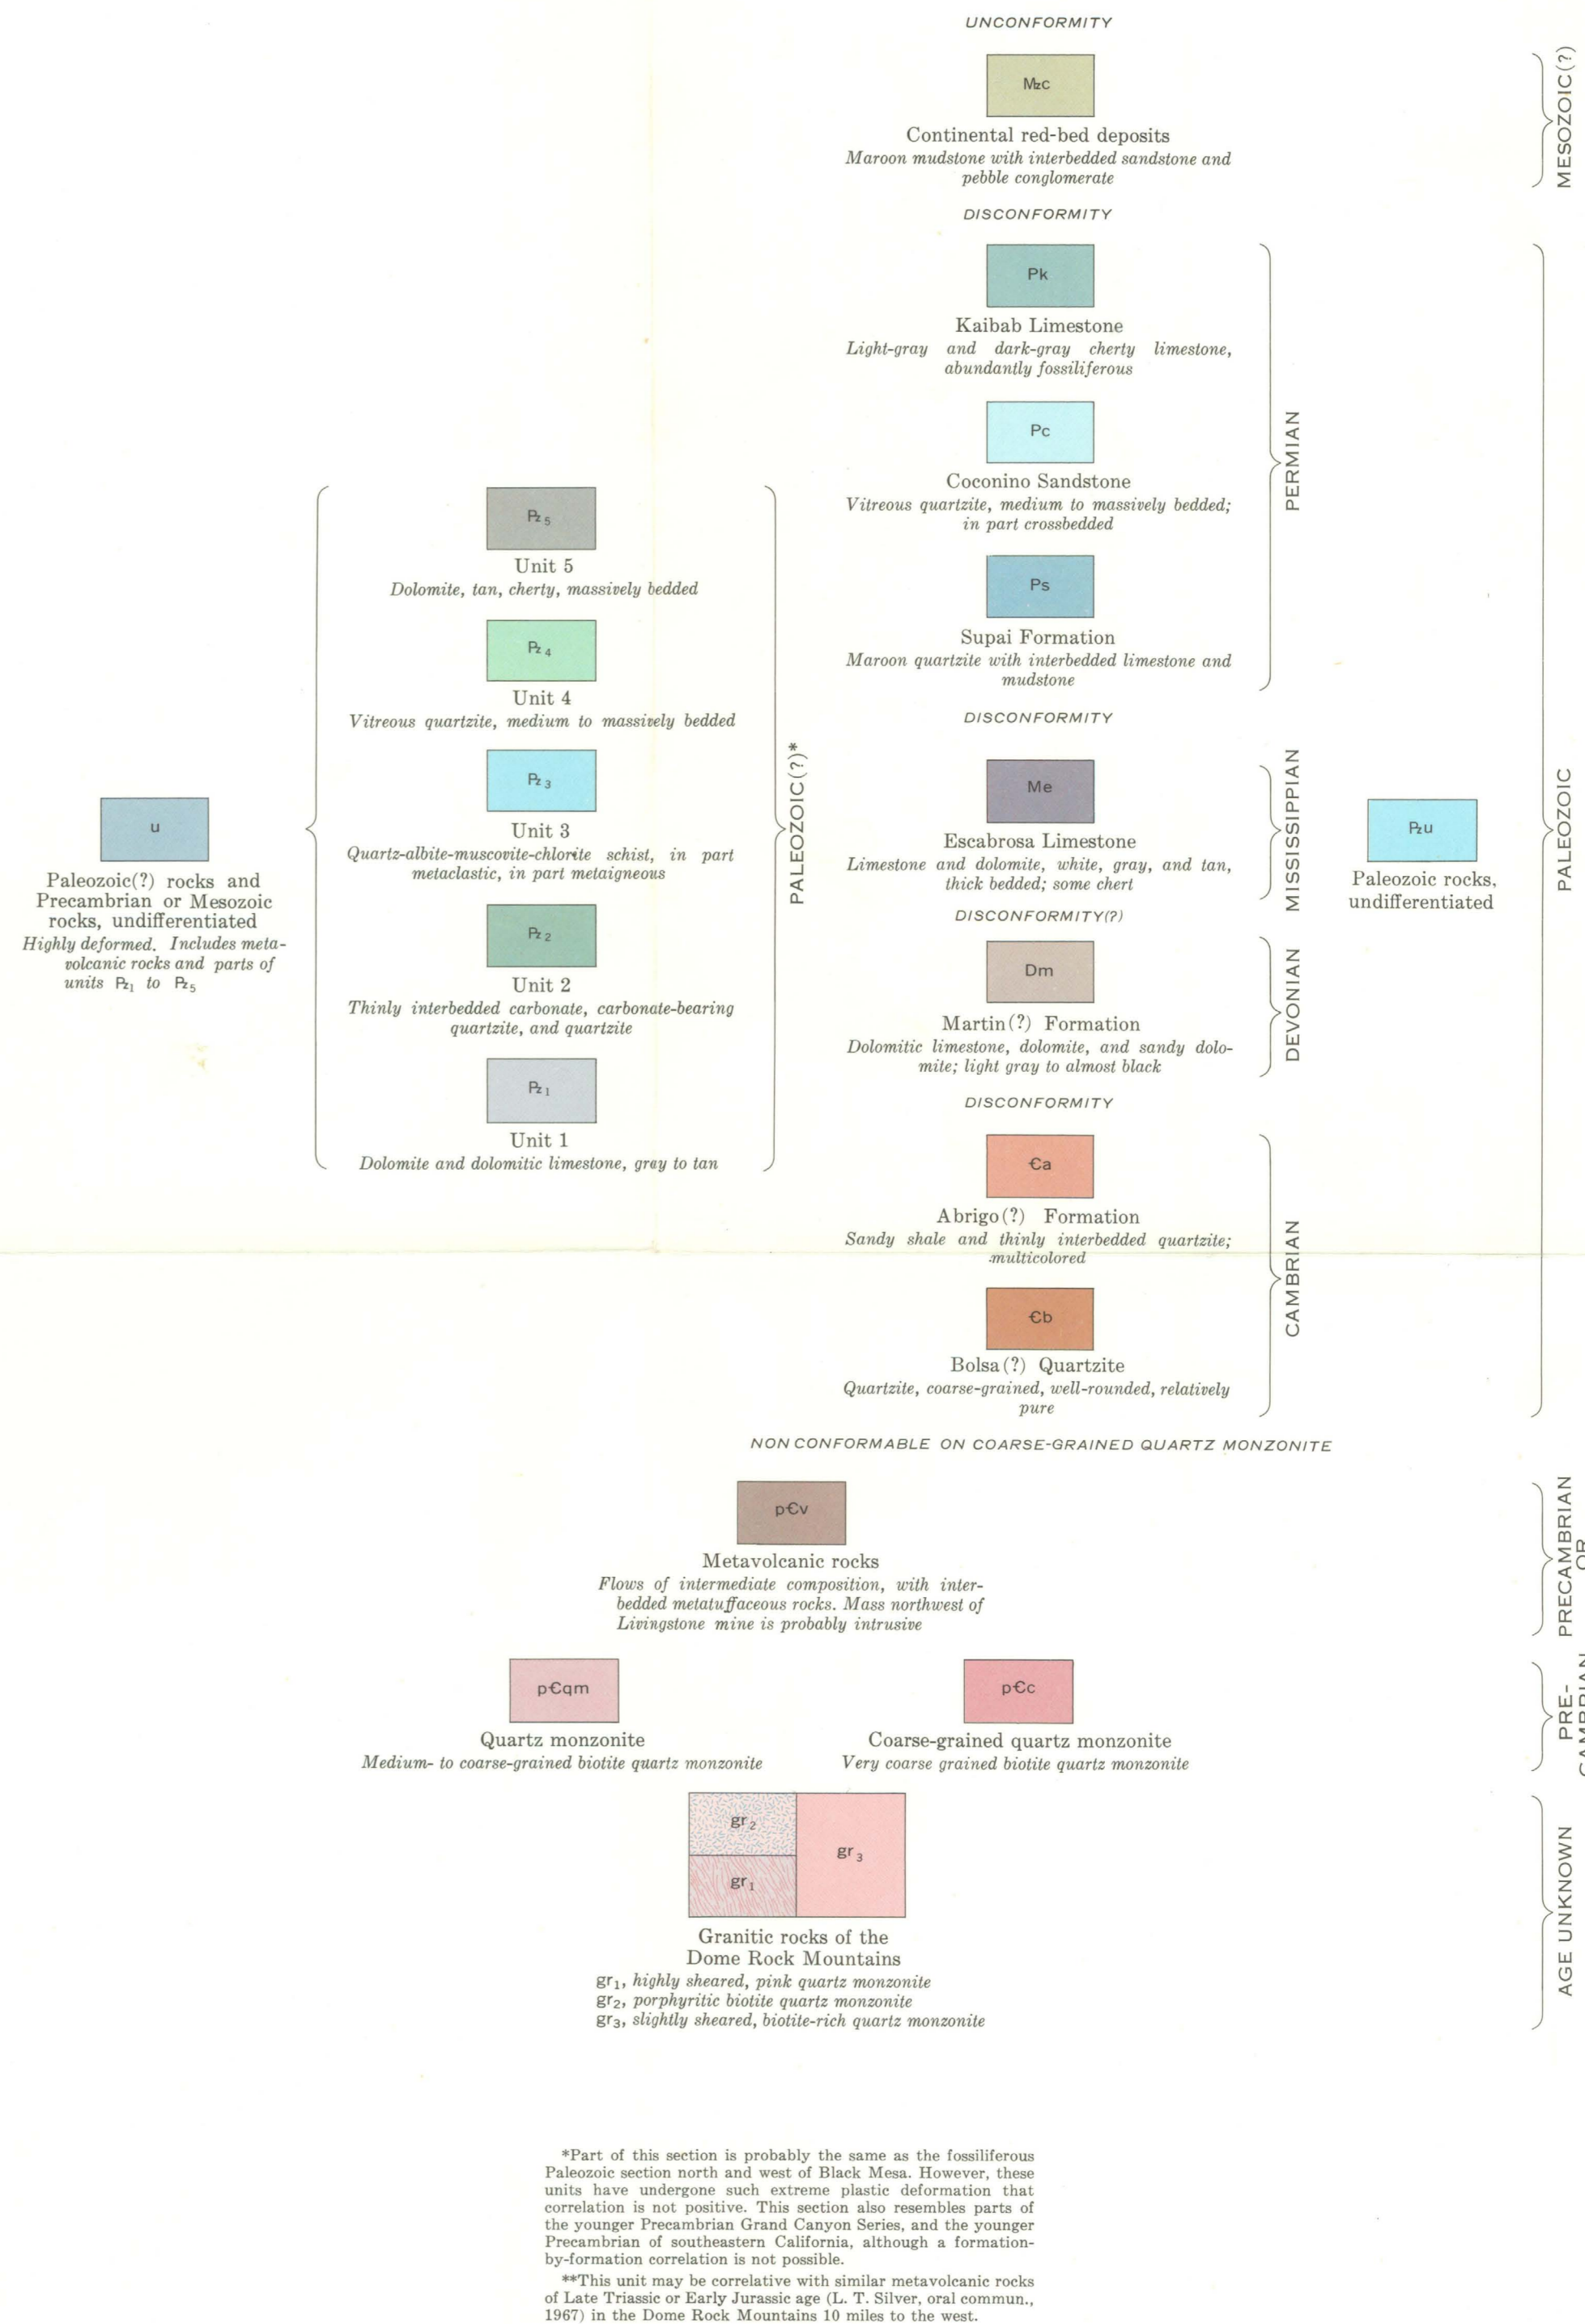 UNCONFORMITY
Mzc
Continental red-bed deposits
Maroon mudstone with interbedded sandstone and
pebble conglomerate
MESOZOIC(?)
DISCONFORMITY
Pk
Kaibab Limestone
Light-gray and dark-gray cherty limestone,
abundantly fossiliferous
Pc
Coconino Sandstone
Vitreous quartzite, medium to massively bedded;
in part crossbedded
Ps
Supai Formation
Maroon quartzite with interbedded limestone and
mudstone
PERMIAN
DISCONFORMITY
Me
Escabrosa Limestone
Limestone and dolomite, white, gray, and tan,
thick bedded; some chert
MISSISSIPPIAN
DISCONFORMITY(?)
Dm
Martin(?) Formation
Dolomitic limestone, dolomite, and sandy dolo-
mite; light gray to almost black
DEVONIAN
DISCONFORMITY
Єa
Abrigo(?) Formation
Sandy shale and thinly interbedded quartzite;
multicolored
Єb
Bolsa(?) Quartzite
Quartzite, coarse-grained, well-rounded, relatively
pure
CAMBRIAN
Pzu
Paleozoic rocks,
undifferentiated
PALEOZOIC
Pz5
Unit 5
Dolomite, tan, cherty, massively bedded
Pz4
Unit 4
Vitreous quartzite, medium to massively bedded
Pz3
Unit 3
Quartz-albite-muscovite-chlorite schist, in part
metaclastic, in part metaigneous
Pz2
Unit 2
Thinly interbedded carbonate, carbonate-bearing
quartzite, and quartzite
Pz1
Unit 1
Dolomite and dolomitic limestone, gray to tan
PALEOZOIC(?)*
u
Paleozoic(?) rocks and
Precambrian or Mesozoic
rocks, undifferentiated
Highly deformed. Includes meta-
volcanic rocks and parts of
units Pz1 to Pz5
NONCONFORMABLE ON COARSE-GRAINED QUARTZ MONZONITE
pЄv
Metavolcanic rocks
Flows of intermediate composition, with inter-
bedded metatuffaceous rocks. Mass northwest of
Livingstone mine is probably intrusive
PRECAMBRIAN
OR
pЄqm
Quartz monzonite
Medium- to coarse-grained biotite quartz monzonite
pЄc
Coarse-grained quartz monzonite
Very coarse grained biotite quartz monzonite
PRE-
CAMBRIAN
gr2
gr1
gr3
Granitic rocks of the
Dome Rock Mountains
gr1, highly sheared, pink quartz monzonite
gr2, porphyritic biotite quartz monzonite
gr3, slightly sheared, biotite-rich quartz monzonite
AGE UNKNOWN
*Part of this section is probably the same as the fossiliferous
Paleozoic section north and west of Black Mesa. However, these
units have undergone such extreme plastic deformation that
correlation is not positive. This section also resembles parts of
the younger Precambrian Grand Canyon Series, and the younger
Precambrian of southeastern California, although a formation-
by-formation correlation is not possible.
**This unit may be correlative with similar metavolcanic rocks
of Late Triassic or Early Jurassic age (L. T. Silver, oral commun.,
1967) in the Dome Rock Mountains 10 miles to the west.